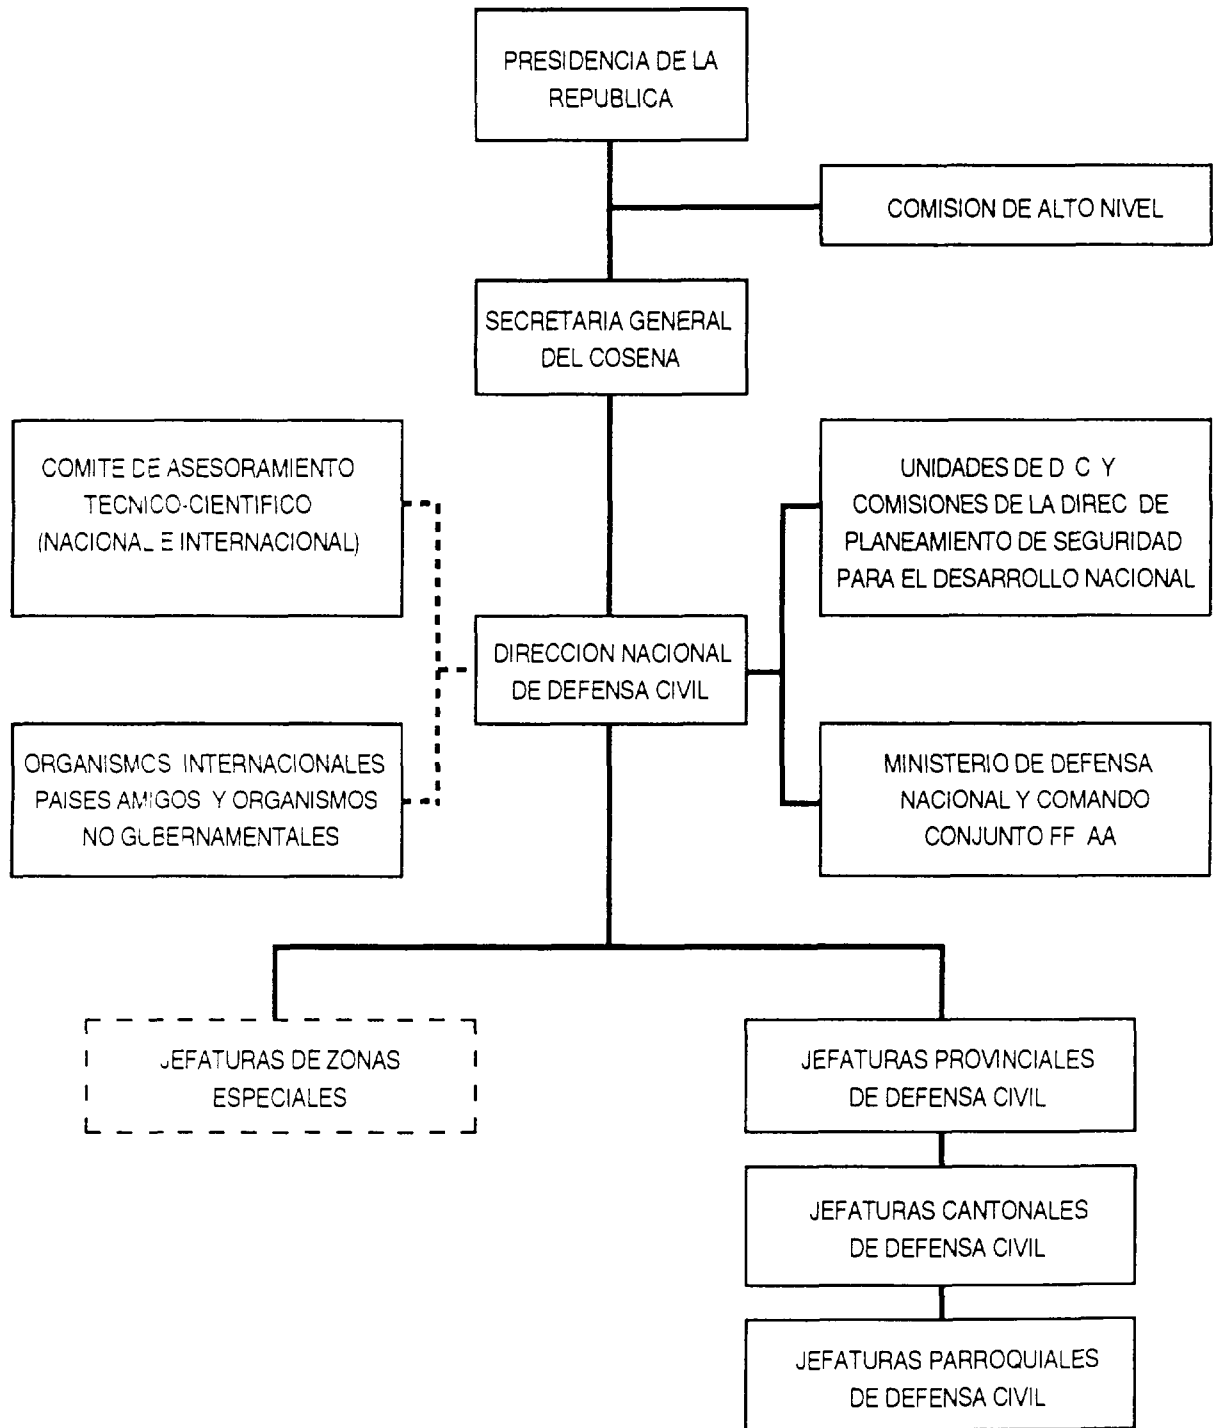 PRESIDENCIA DE LA
REPUBLICA
COMISION DE ALTO NIVEL
SECRETARIA GENERAL
DEL COSENA
COMITE DE ASESORAMIENTO
TECNICO-CIENTIFICO
(NACIONAL E INTERNACIONAL)
UNIDADES DE D C Y
COMISIONES DE LA DIREC DE
PLANEAMIENTO DE SEGURIDAD
PARA EL DESARROLLO NACIONAL
DIRECCION NACIONAL
DE DEFENSA CIVIL
ORGANISMOS INTERNACIONALES
PAISES AMIGOS Y ORGANISMOS
NO GUBERNAMENTALES
MINISTERIO DE DEFENSA
NACIONAL Y COMANDO
CONJUNTO FF AA
JEFATURAS DE ZONAS
ESPECIALES
JEFATURAS PROVINCIALES
DE DEFENSA CIVIL
JEFATURAS CANTONALES
DE DEFENSA CIVIL
JEFATURAS PARROQUIALES
DE DEFENSA CIVIL